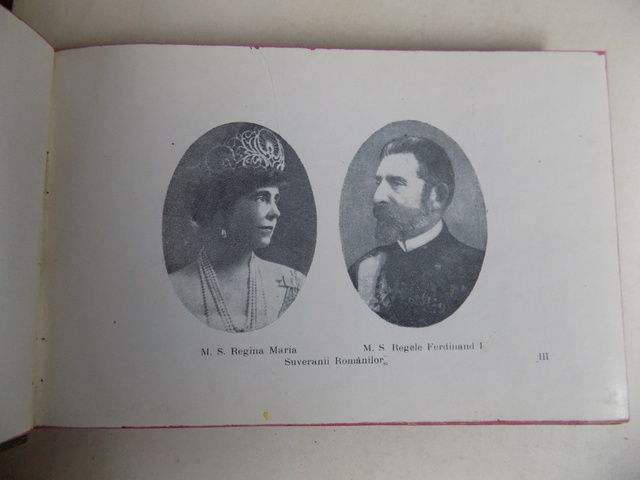 M. S. Regina Maria
M. S. Regele Ferdinand I
Suveranii Românilor„
III